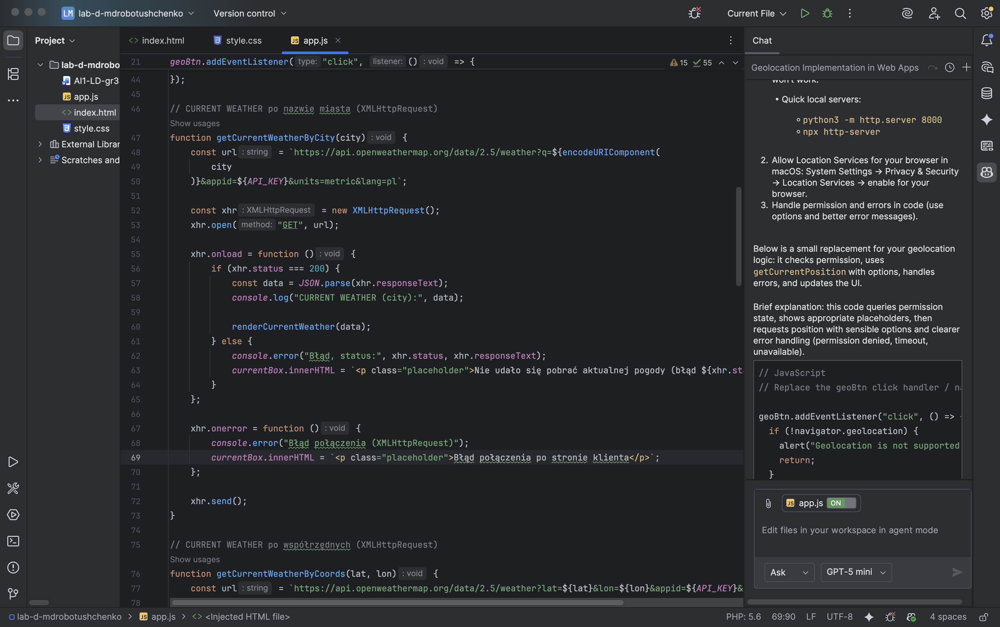 LM lab-d-mdrobotushchenko Version control Current File
Project
lab-d-mdrobo
AI1-LD-gr3
JS app.js
<> index.html
style.css
External Librar
Scratches and
<> index.html style.css JS app.js
21 geoBtn.addEventListener( type: "click", listener: () : void => { 15 55
44 });
45
46 // CURRENT WEATHER po nazwie miasta (XMLHttpRequest)
Show usages
47 function getCurrentWeatherByCity(city) : void {
48 const url : string = `https://api.openweathermap.org/data/2.5/weather?q=${encodeURIComponent(
49 city
50 )}&appid=${API_KEY}&units=metric&lang=pl`;
51
52 const xhr : XMLHttpRequest = new XMLHttpRequest();
53 xhr.open( method: "GET", url);
54
55 xhr.onload = function () : void {
56 if (xhr.status === 200) {
57 const data = JSON.parse(xhr.responseText);
58 console.log("CURRENT WEATHER (city):", data);
59
60 renderCurrentWeather(data);
61 } else {
62 console.error("Błąd, status:", xhr.status, xhr.responseText);
63 currentBox.innerHTML = `<p class="placeholder">Nie udało się pobrać aktualnej pogody (błąd ${xhr.sta
64 }
65 };
66
67 xhr.onerror = function () : void {
68 console.error("Błąd połączenia (XMLHttpRequest)");
69 currentBox.innerHTML = `<p class="placeholder">Błąd połączenia po stronie klienta</p>`;
70 };
71
72 xhr.send();
73 }
74
75 // CURRENT WEATHER po współrzędnych (XMLHttpRequest)
Show usages
76 function getCurrentWeatherByCoords(lat, lon) : void {
77 const url : string = `https://api.openweathermap.org/data/2.5/weather?lat=${lat}&lon=${lon}&appid=${API_KEY}&
78
Chat
Geolocation Implementation in Web Apps
won't work.
• Quick local servers:
python3 -m http.server 8000
npx http-server
2. Allow Location Services for your browser in
macOS: System Settings → Privacy & Security
→ Location Services → enable for your
browser.
3. Handle permission and errors in code (use
options and better error messages).
Below is a small replacement for your geolocation
logic: it checks permission, uses
getCurrentPosition with options, handles
errors, and updates the UI.
Brief explanation: this code queries permission
state, shows appropriate placeholders, then
requests position with sensible options and clearer
error handling (permission denied, timeout,
unavailable).
// JavaScript
// Replace the geoBtn click handler / na
geoBtn.addEventListener("click", () =>
if (!navigator.geolocation) {
alert("Geolocation is not supported
return;
}
JS app.js ON
Edit files in your workspace in agent mode
Ask GPT-5 mini
lab-d-mdrobotushchenko > JS app.js > <> <Injected HTML file> PHP: 5.6 69:90 LF UTF-8 4 spaces